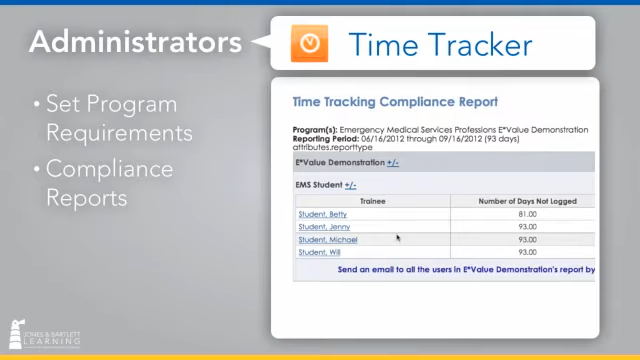 Administrators
Time Tracker
• Set Program
Requirements
• Compliance
Reports
Time Tracking Compliance Report
Program(s): Emergency Medical Services Professions E*Value Demonstration
Reporting Period: 06/16/2012 through 09/16/2012 (93 days)
attributes.reporttype
E*Value Demonstration +/-
EMS Student +/-
Trainee Number of Days Not Logged
Student, Betty 81.00
Student, Jenny 93.00
Student, Michael 93.00
Student, Will 93.00
Send an email to all the users in E*Value Demonstration's report by
JONES & BARTLETT
LEARNING